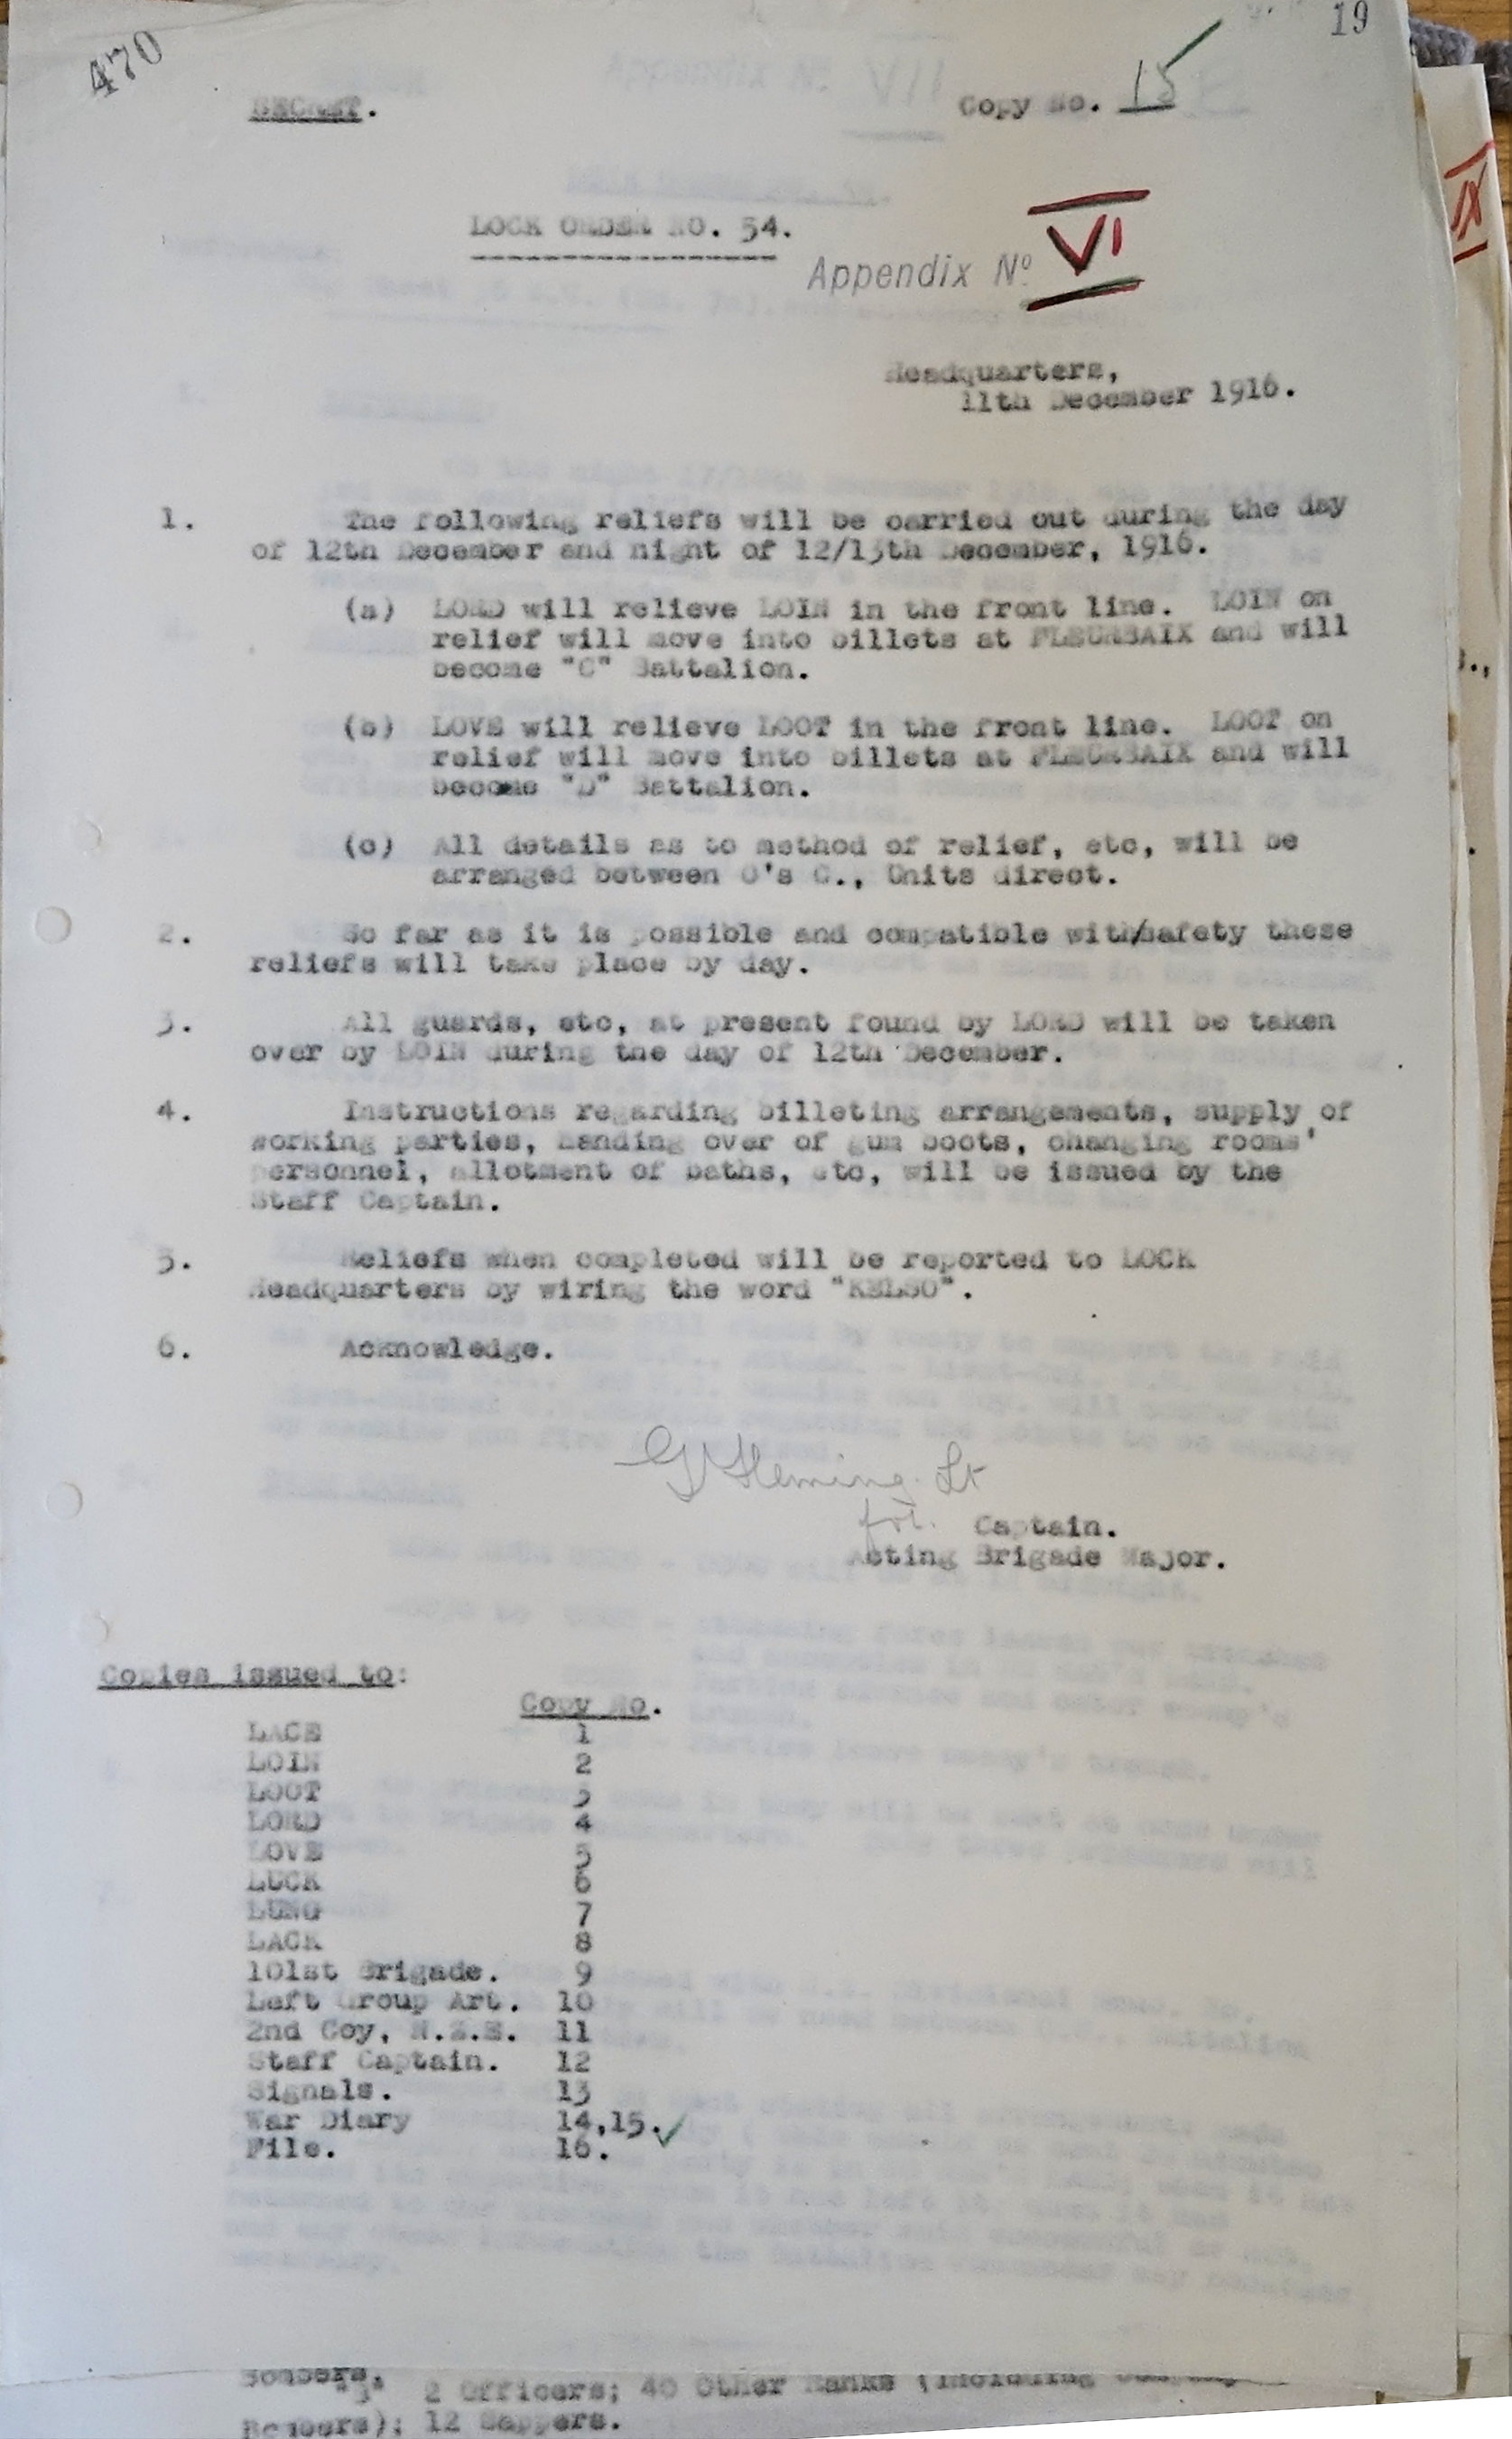 470
19
SECRET.
Copy No. 15
LOCK ORDER NO. 54.
Appendix No. VI
Headquarters,
11th December 1916.
1. The following reliefs will be carried out during the day
of 12th December and night of 12/13th December, 1916.
(a) LORD will relieve LOIN in the front line. LOIN on
relief will move into billets at FLEURBAIX and will
become "C" Battalion.
(b) LOVE will relieve LOOT in the front line. LOOT on
relief will move into billets at FLEURBAIX and will
become "D" Battalion.
(c) All details as to method of relief, etc, will be
arranged between O's C., Units direct.
2. So far as it is possible and compatible with/safety these
reliefs will take place by day.
3. All guards, etc, at present found by LORD will be taken
over by LOIN during the day of 12th December.
4. Instructions regarding billeting arrangements, supply of
working parties, handing over of gum boots, changing rooms'
personnel, allotment of baths, etc, will be issued by the
Staff Captain.
5. Reliefs when completed will be reported to LOCK
Headquarters by wiring the word "KELSO".
6. Acknowledge.
G Fleming. Lt
for. Captain.
Acting Brigade Major.
Copies issued to:
Copy No.
LACE 1
LOIN 2
LOOT 3
LORD 4
LOVE 5
LUCK 6
LUNG 7
LACK 8
101st Brigade. 9
Left Group Art. 10
2nd Coy, N.Z.E. 11
Staff Captain. 12
Signals. 13
War Diary 14,15.
File. 16.
Bombers.
"3" 2 Officers; 40 Other Ranks (including
Bombers); 12 Sappers.
IX